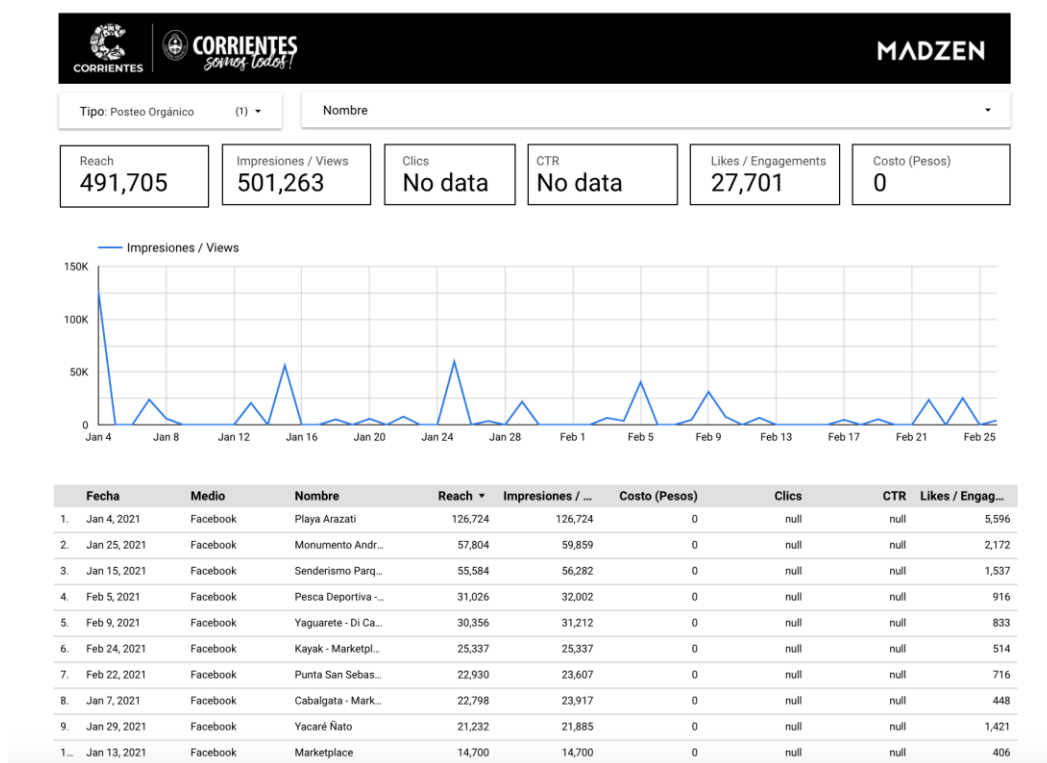 CORRIENTES
CORRIENTES
somos todos!
MADZEN
Tipo: Posteo Orgánico (1)
Nombre
Reach
491,705
Impresiones / Views
501,263
Clics
No data
CTR
No data
Likes / Engagements
27,701
Costo (Pesos)
0
Impresiones / Views
150K
100K
50K
0
Jan 4 Jan 8 Jan 12 Jan 16 Jan 20 Jan 24 Jan 28 Feb 1 Feb 5 Feb 9 Feb 13 Feb 17 Feb 21 Feb 25
Fecha Medio Nombre Reach Impresiones / ... Costo (Pesos) Clics CTR Likes / Engag...
1. Jan 4, 2021 Facebook Playa Arazati 126,724 126,724 0 null null 5,596
2. Jan 25, 2021 Facebook Monumento Andr... 57,804 59,859 0 null null 2,172
3. Jan 15, 2021 Facebook Senderismo Parq... 55,584 56,282 0 null null 1,537
4. Feb 5, 2021 Facebook Pesca Deportiva -... 31,026 32,002 0 null null 916
5. Feb 9, 2021 Facebook Yaguarete - Di Ca... 30,356 31,212 0 null null 833
6. Feb 24, 2021 Facebook Kayak - Marketpl... 25,337 25,337 0 null null 514
7. Feb 22, 2021 Facebook Punta San Sebas... 22,930 23,607 0 null null 716
8. Jan 7, 2021 Facebook Cabalgata - Mark... 22,798 23,917 0 null null 448
9. Jan 29, 2021 Facebook Yacaré Ñato 21,232 21,885 0 null null 1,421
1... Jan 13, 2021 Facebook Marketplace 14,700 14,700 0 null null 406